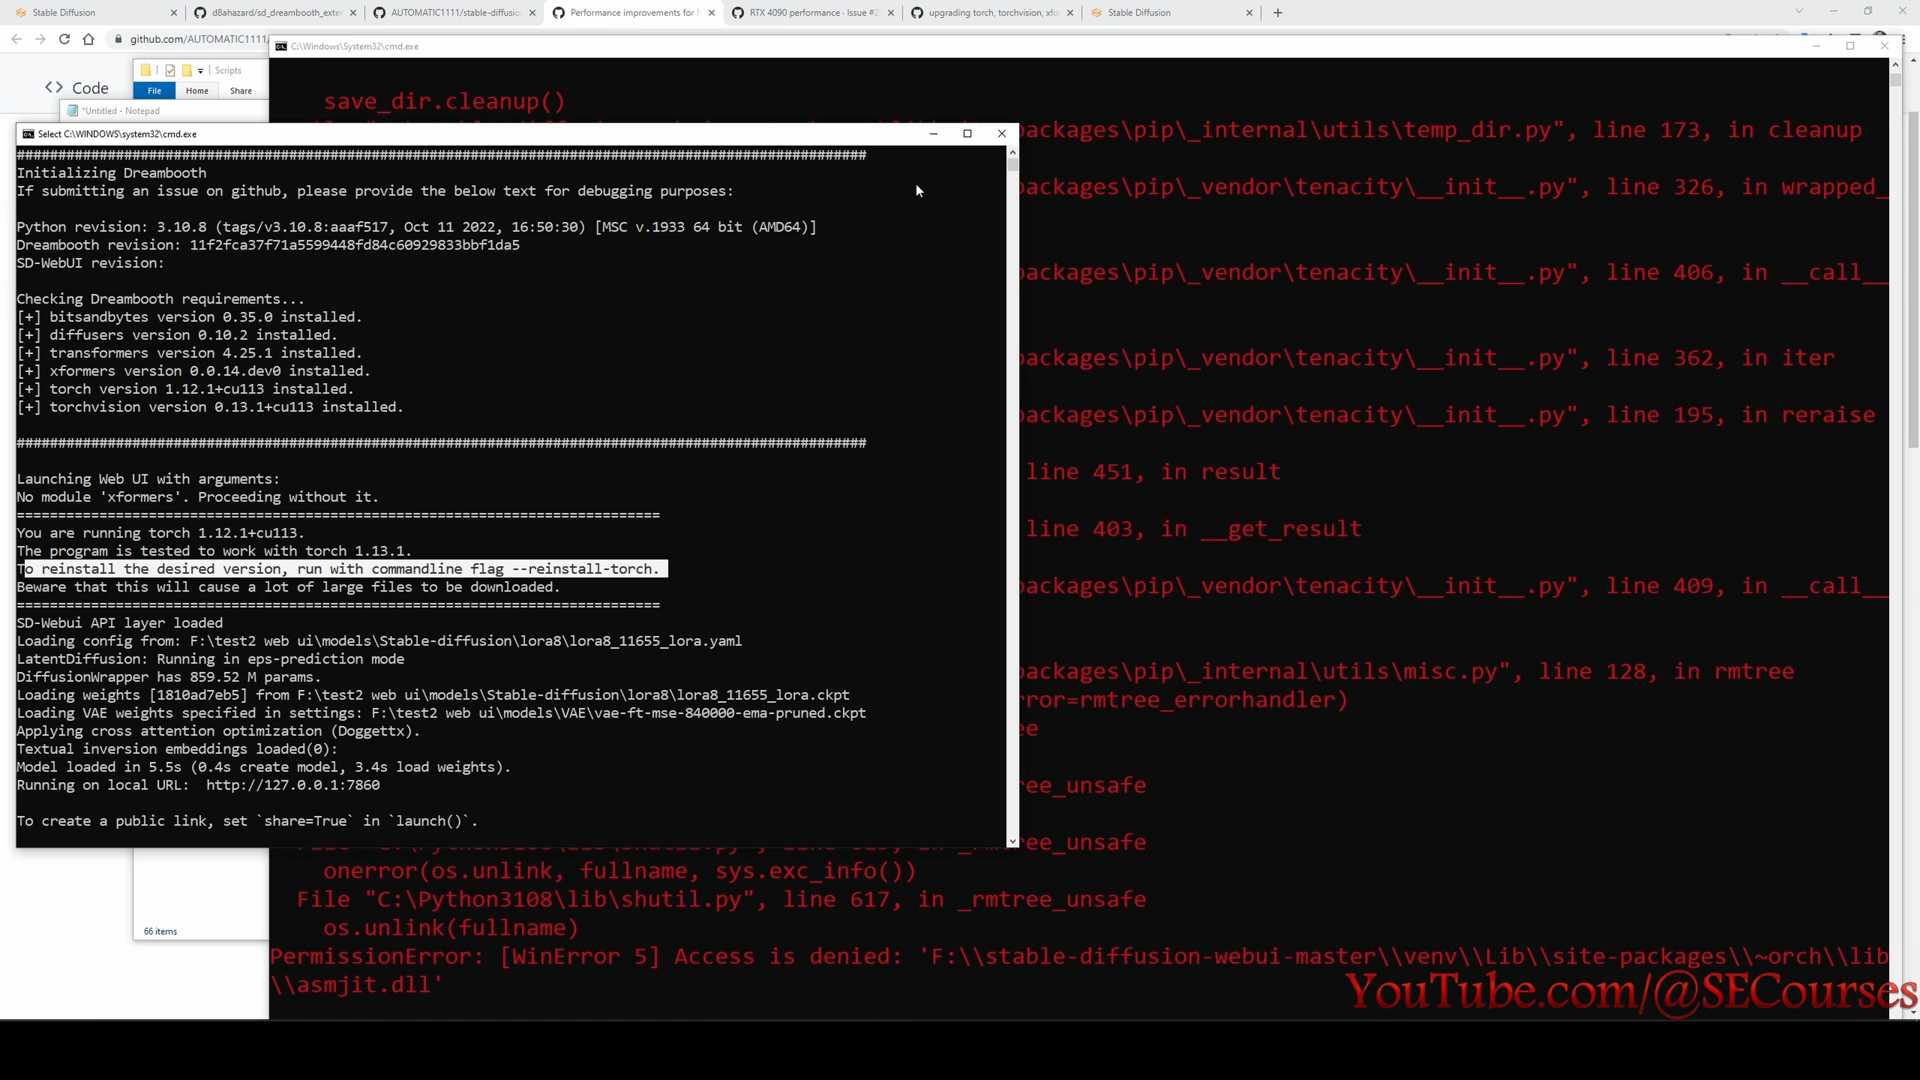 Stable Diffusion
d8ahazard/sd_dreambooth_exte
AUTOMATIC1111/stable-diffusio
Performance improvements for
RTX 4090 performance · Issue #2
upgrading torch, torchvision, xfo
Stable Diffusion
github.com/AUTOMATIC1111/
C:\Windows\System32\cmd.exe
Scripts
<> Code
File Home Share
*Untitled - Notepad
save_dir.cleanup()
packages\pip\_internal\utils\temp_dir.py", line 173, in cleanup
packages\pip\_vendor\tenacity\__init__.py", line 326, in wrapped_
packages\pip\_vendor\tenacity\__init__.py", line 406, in __call__
packages\pip\_vendor\tenacity\__init__.py", line 362, in iter
packages\pip\_vendor\tenacity\__init__.py", line 195, in reraise
line 451, in result
line 403, in __get_result
packages\pip\_vendor\tenacity\__init__.py", line 409, in __call__
packages\pip\_internal\utils\misc.py", line 128, in rmtree
rror=rmtree_errorhandler)
ee
ree_unsafe
ree_unsafe
onerror(os.unlink, fullname, sys.exc_info())
File "C:\Python3108\lib\shutil.py", line 617, in _rmtree_unsafe
os.unlink(fullname)
PermissionError: [WinError 5] Access is denied: 'F:\\stable-diffusion-webui-master\\venv\\Lib\\site-packages\\~orch\\lib
\\asmjit.dll'
Select C:\WINDOWS\system32\cmd.exe
#######################################################################################################
Initializing Dreambooth
If submitting an issue on github, please provide the below text for debugging purposes:
Python revision: 3.10.8 (tags/v3.10.8:aaaf517, Oct 11 2022, 16:50:30) [MSC v.1933 64 bit (AMD64)]
Dreambooth revision: 11f2fca37f71a5599448fd84c60929833bbf1da5
SD-WebUI revision:
Checking Dreambooth requirements...
[+] bitsandbytes version 0.35.0 installed.
[+] diffusers version 0.10.2 installed.
[+] transformers version 4.25.1 installed.
[+] xformers version 0.0.14.dev0 installed.
[+] torch version 1.12.1+cu113 installed.
[+] torchvision version 0.13.1+cu113 installed.
#######################################################################################################
Launching Web UI with arguments:
No module 'xformers'. Proceeding without it.
==============================================================================
You are running torch 1.12.1+cu113.
The program is tested to work with torch 1.13.1.
To reinstall the desired version, run with commandline flag --reinstall-torch.
Beware that this will cause a lot of large files to be downloaded.
==============================================================================
SD-Webui API layer loaded
Loading config from: F:\test2 web ui\models\Stable-diffusion\lora8\lora8_11655_lora.yaml
LatentDiffusion: Running in eps-prediction mode
DiffusionWrapper has 859.52 M params.
Loading weights [1810ad7eb5] from F:\test2 web ui\models\Stable-diffusion\lora8\lora8_11655_lora.ckpt
Loading VAE weights specified in settings: F:\test2 web ui\models\VAE\vae-ft-mse-840000-ema-pruned.ckpt
Applying cross attention optimization (Doggettx).
Textual inversion embeddings loaded(0):
Model loaded in 5.5s (0.4s create model, 3.4s load weights).
Running on local URL:  http://127.0.0.1:7860
To create a public link, set `share=True` in `launch()`.
66 items
YouTube.com/@SECourses